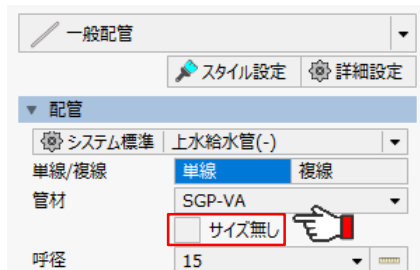 一般配管
スタイル設定 詳細設定
配管
システム標準 上水給水管(-)
単線/複線 単線 複線
管材 SGP-VA
サイズ無し
呼径 15